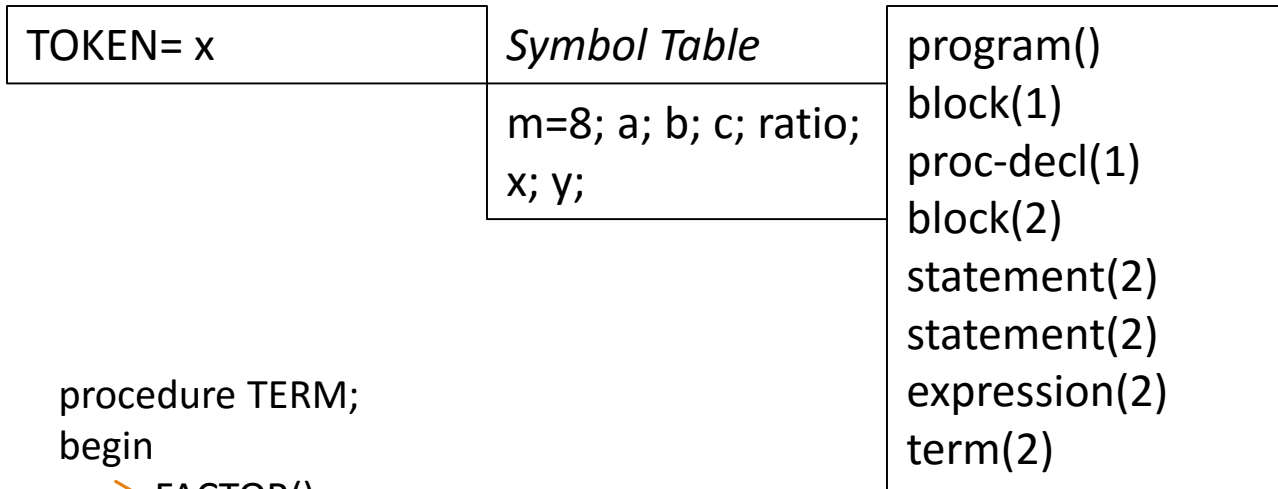 TOKEN= x
Symbol Table
m=8; a; b; c; ratio;
x; y;
program()
block(1)
proc-decl(1)
block(2)
statement(2)
statement(2)
expression(2)
term(2)
procedure TERM;
begin
FACTOR()